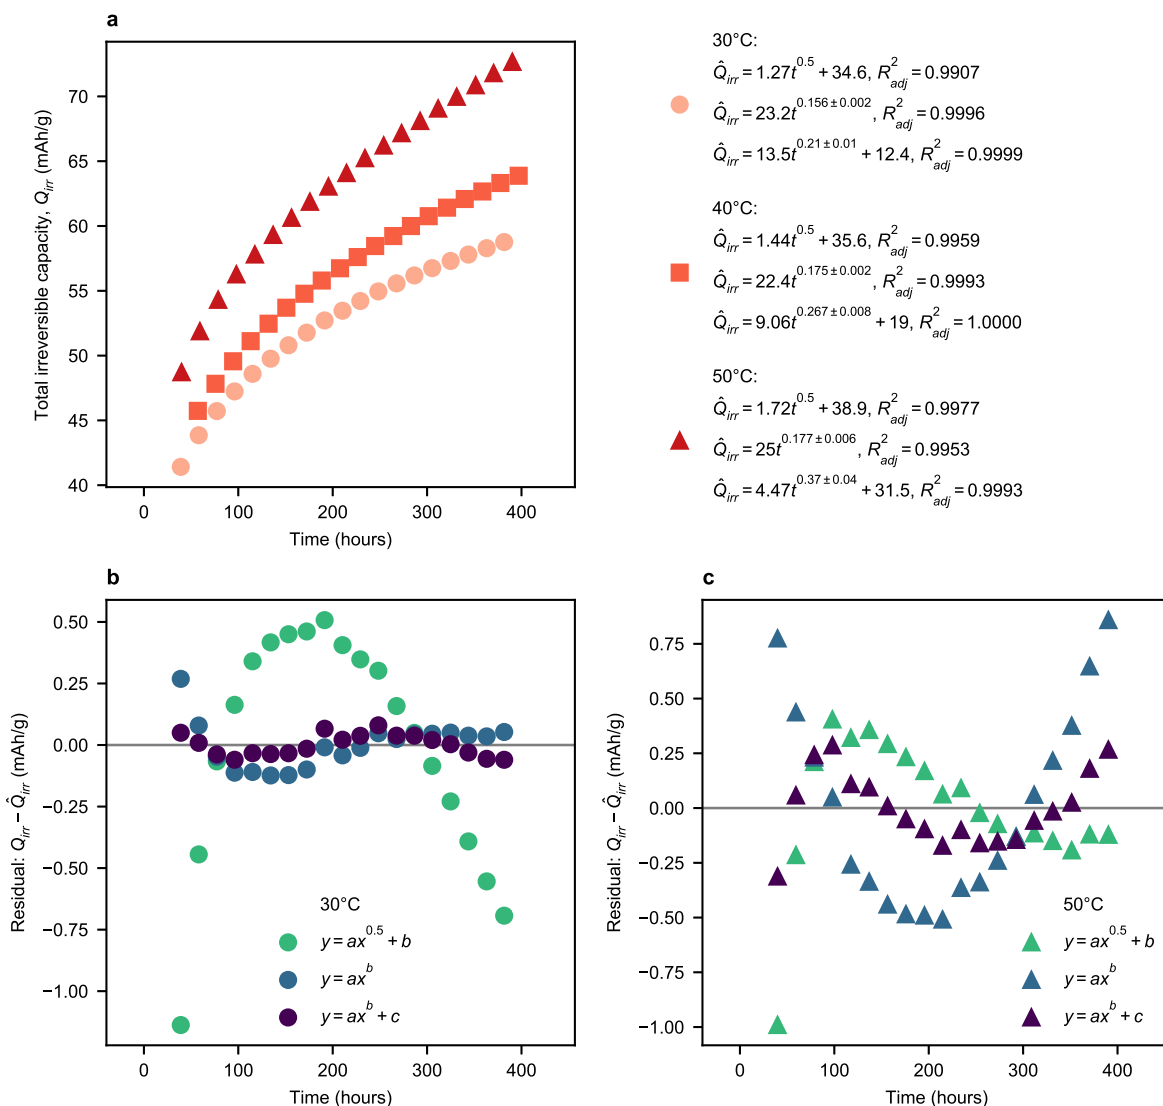 a
Total irreversible capacity, Q_irr (mAh/g)
70
65
60
55
50
45
40
0 100 200 300 400
Time (hours)
30°C:
Q̂_irr = 1.27t^0.5 + 34.6, R²_adj = 0.9907
Q̂_irr = 23.2t^0.156±0.002, R²_adj = 0.9996
Q̂_irr = 13.5t^0.21±0.01 + 12.4, R²_adj = 0.9999
40°C:
Q̂_irr = 1.44t^0.5 + 35.6, R²_adj = 0.9959
Q̂_irr = 22.4t^0.175±0.002, R²_adj = 0.9993
Q̂_irr = 9.06t^0.267±0.008 + 19, R²_adj = 1.0000
50°C:
Q̂_irr = 1.72t^0.5 + 38.9, R²_adj = 0.9977
Q̂_irr = 25t^0.177±0.006, R²_adj = 0.9953
Q̂_irr = 4.47t^0.37±0.04 + 31.5, R²_adj = 0.9993
b
Residual: Q_irr − Q̂_irr (mAh/g)
0.50
0.25
0.00
−0.25
−0.50
−0.75
−1.00
30°C
y = ax^0.5 + b
y = ax^b
y = ax^b + c
0 100 200 300 400
Time (hours)
c
Residual: Q_irr − Q̂_irr (mAh/g)
0.75
0.50
0.25
0.00
−0.25
−0.50
−0.75
−1.00
50°C
y = ax^0.5 + b
y = ax^b
y = ax^b + c
0 100 200 300 400
Time (hours)